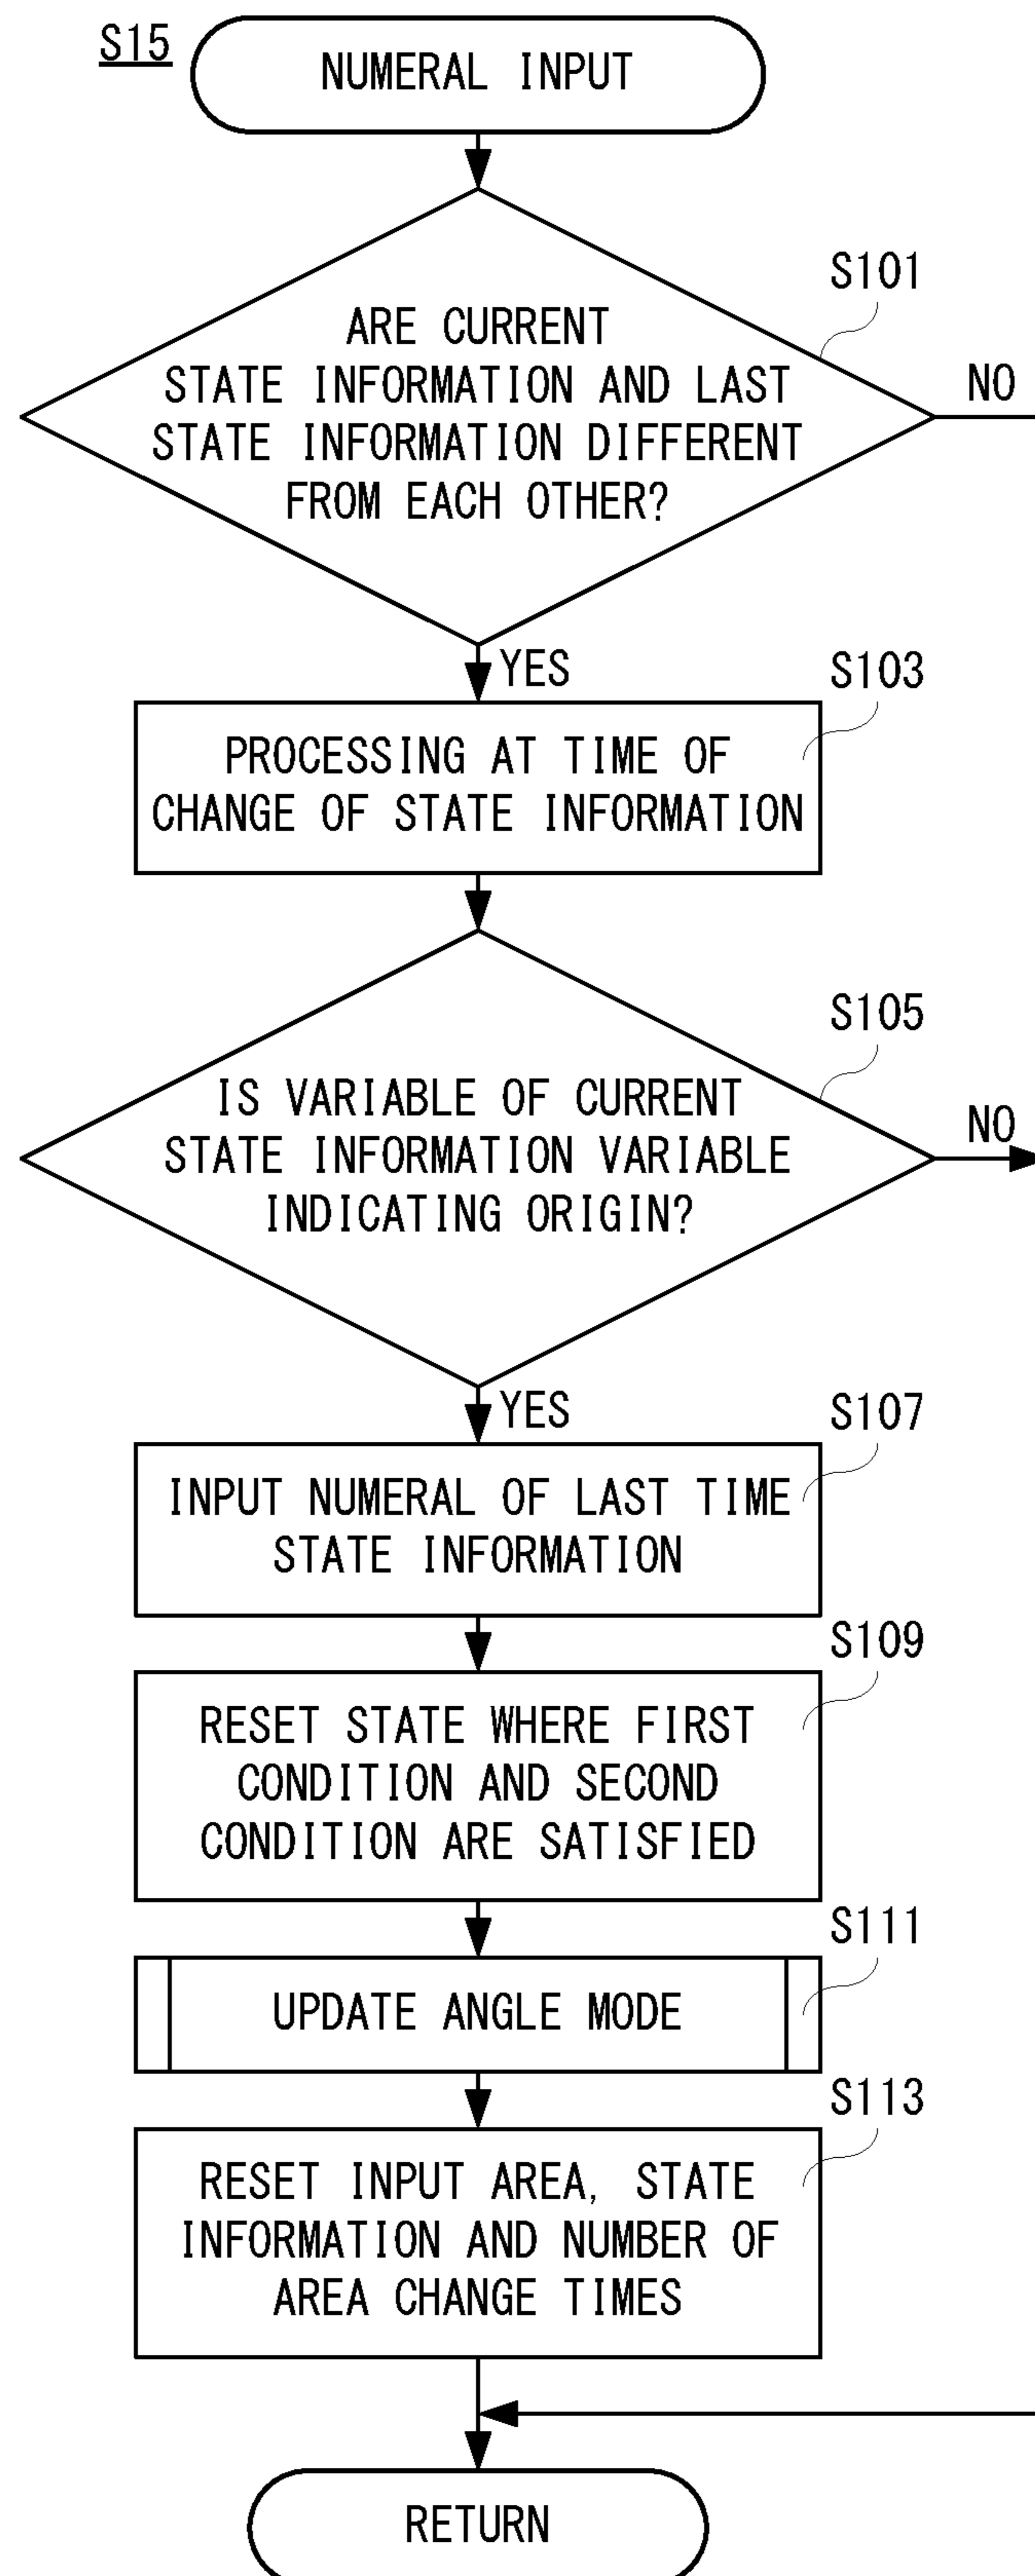 S15
NUMERAL INPUT
S101
ARE CURRENT
STATE INFORMATION AND LAST
STATE INFORMATION DIFFERENT
FROM EACH OTHER?
NO
YES
S103
PROCESSING AT TIME OF
CHANGE OF STATE INFORMATION
S105
IS VARIABLE OF CURRENT
STATE INFORMATION VARIABLE
INDICATING ORIGIN?
NO
YES
S107
INPUT NUMERAL OF LAST TIME
STATE INFORMATION
S109
RESET STATE WHERE FIRST
CONDITION AND SECOND
CONDITION ARE SATISFIED
S111
UPDATE ANGLE MODE
S113
RESET INPUT AREA, STATE
INFORMATION AND NUMBER OF
AREA CHANGE TIMES
RETURN